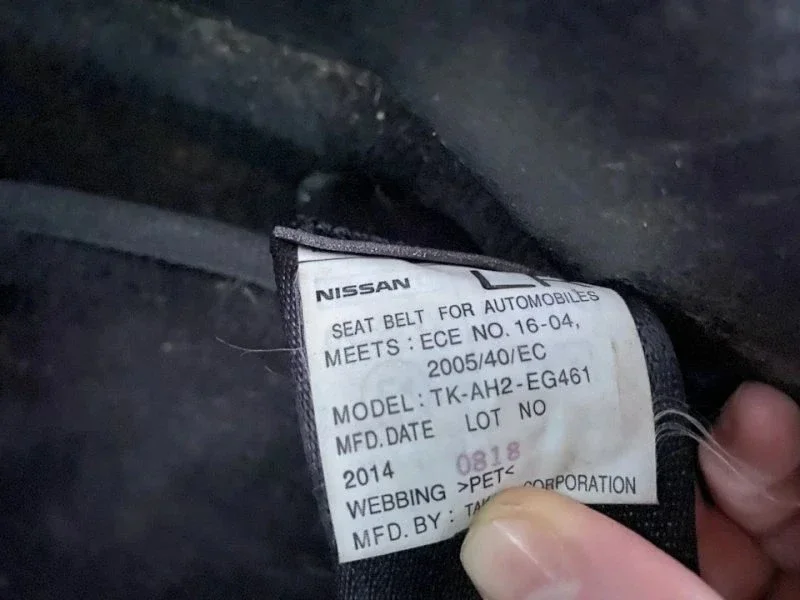 NISSAN
SEAT BELT FOR AUTOMOBILES
MEETS : ECE NO. 16-04,
2005/40/EC
MODEL : TK-AH2-EG461
MFD. DATE LOT NO
2014 0818
WEBBING >PET<
MFD. BY : CORPORATION